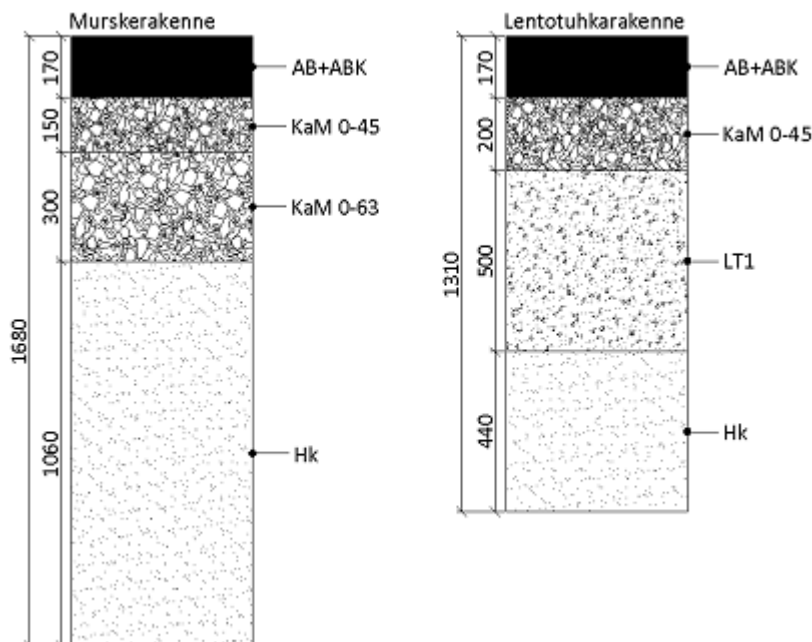 Murskerakenne
170
AB+ABK
150
KaM 0-45
300
KaM 0-63
1680
1060
Hk
Lentotuhkarakenne
170
AB+ABK
200
KaM 0-45
1310
500
LT1
440
Hk